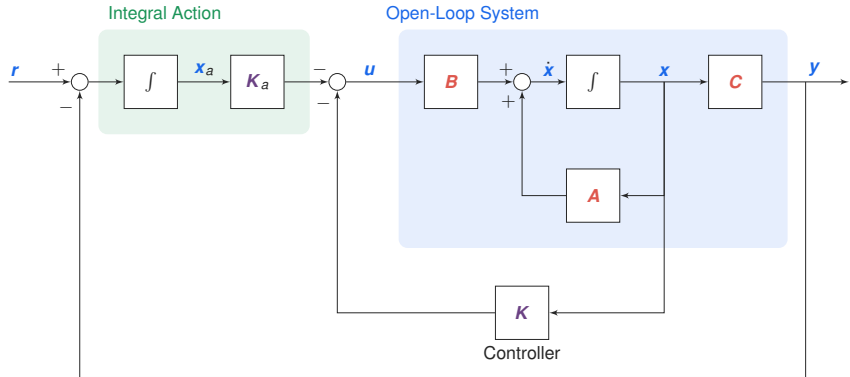 Integral Action
Open-Loop System
r
+
−
∫
x_a
K_a
−
−
u
B
+
+
ẋ
∫
x
C
y
A
K
Controller